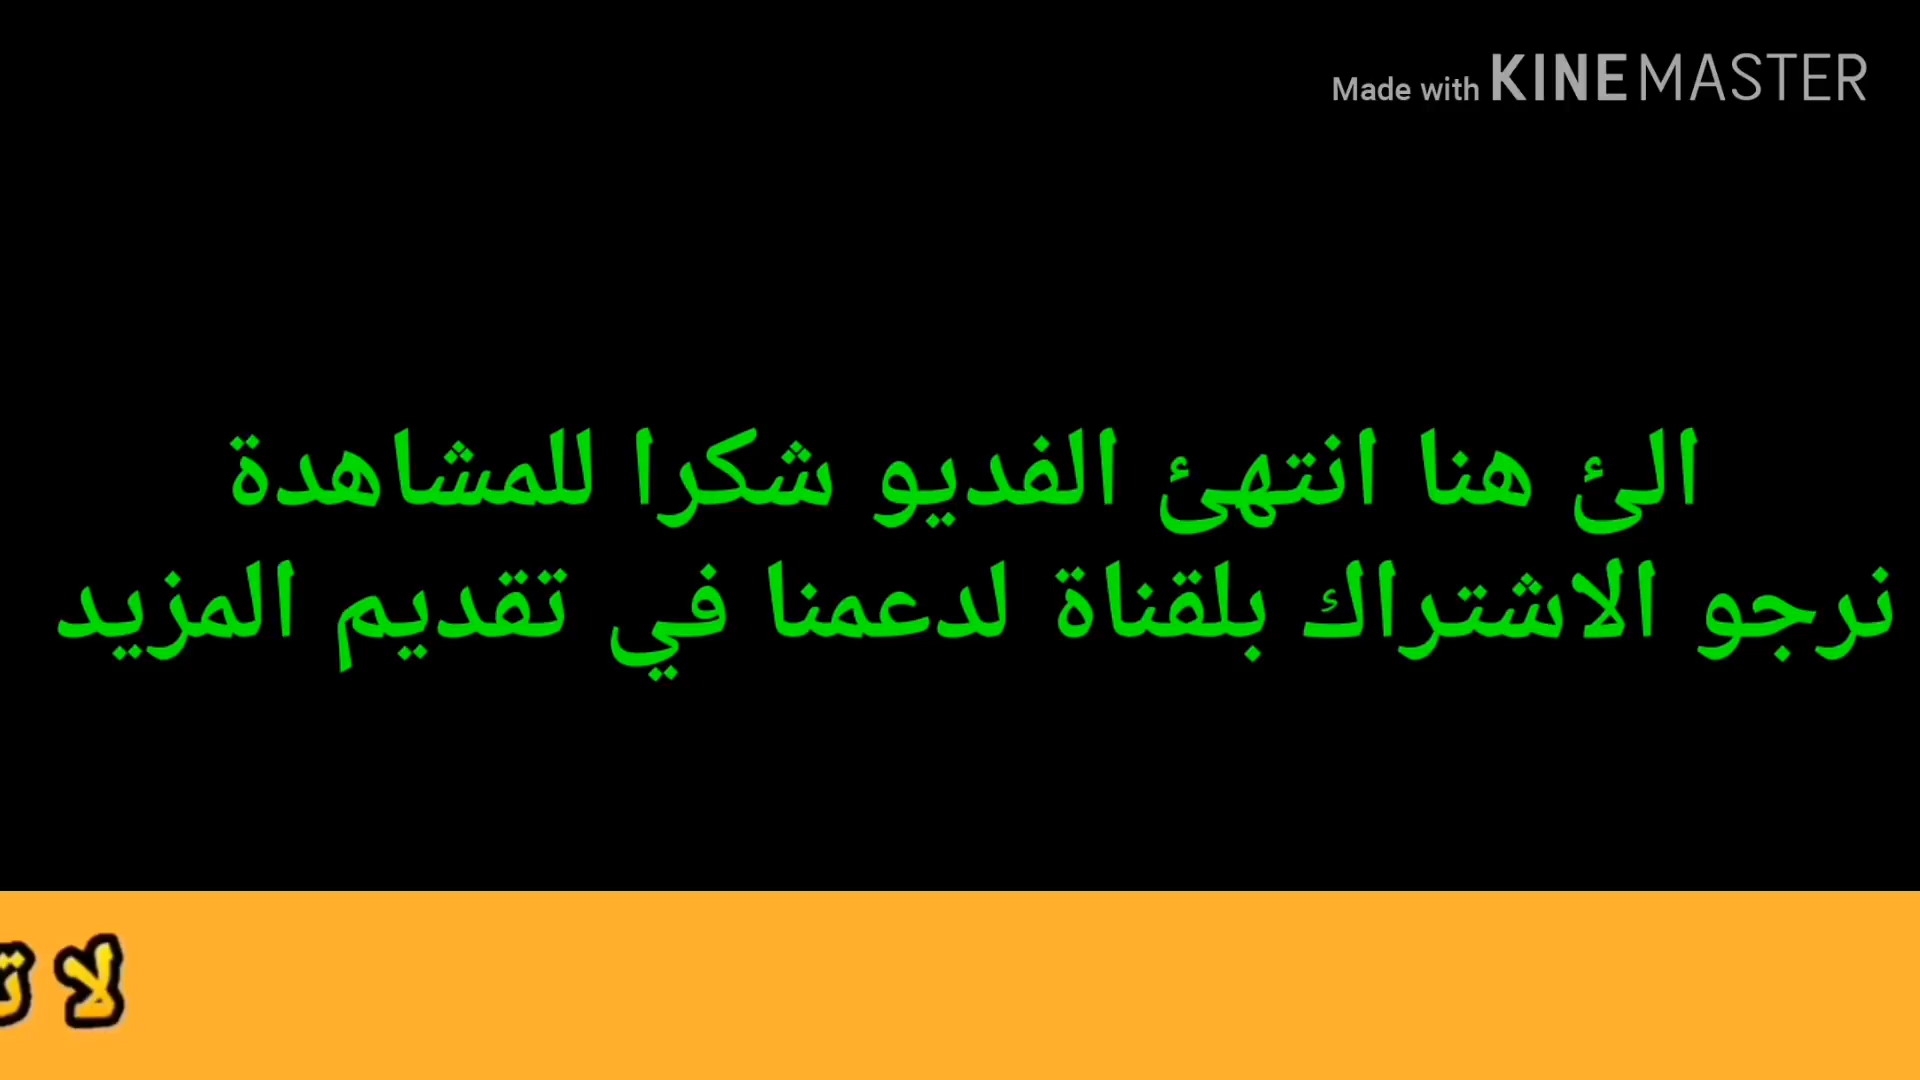 Made with KINEMASTER
الئ هنا انتهئ الفديو شكرا للمشاهدة
نرجو الاشتراك بلقناة لدعمنا في تقديم المزيد
لا